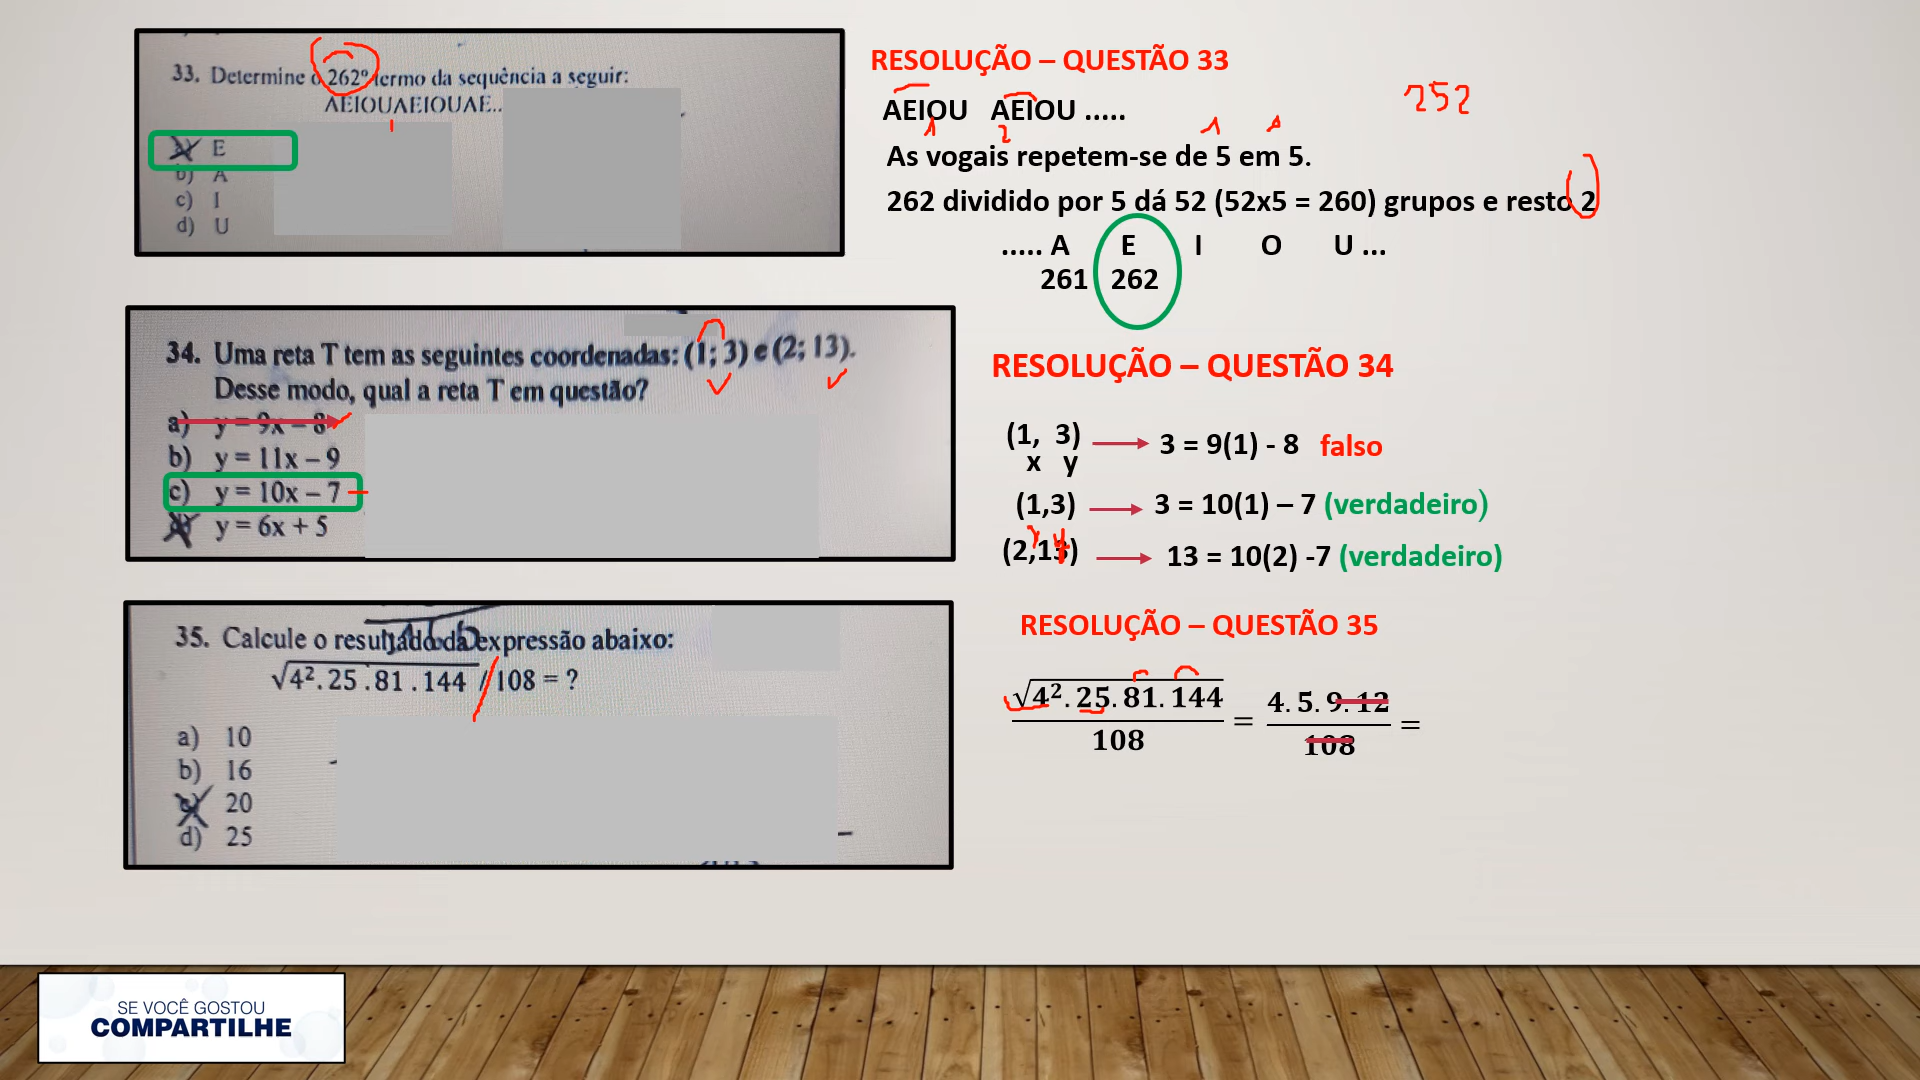 33. Determine o 262º termo da sequência a seguir:
AEIOUAEIOUAE..
a) E
b) A
c) I
d) U
RESOLUÇÃO – QUESTÃO 33
252
AEIOU AEIOU .....
1 2 1
As vogais repetem-se de 5 em 5.
262 dividido por 5 dá 52 (52x5 = 260) grupos e resto 2
..... A E I O U ...
261 262
34. Uma reta T tem as seguintes coordenadas: (1; 3) e (2; 13).
Desse modo, qual a reta T em questão?
a) y = 9x – 8
b) y = 11x – 9
c) y = 10x – 7
d) y = 6x + 5
RESOLUÇÃO – QUESTÃO 34
(1, 3) 3 = 9(1) - 8 falso
x y
(1,3) 3 = 10(1) – 7 (verdadeiro)
x y
(2,13) 13 = 10(2) -7 (verdadeiro)
35. Calcule o resultado da expressão abaixo:
√4². 25 . 81 . 144 / 108 = ?
a) 10
b) 16
c) 20
d) 25
RESOLUÇÃO – QUESTÃO 35
√4². 25. 81. 144 / 108 = 4. 5. 9. 12 / 108 =
SE VOCÊ GOSTOU
COMPARTILHE